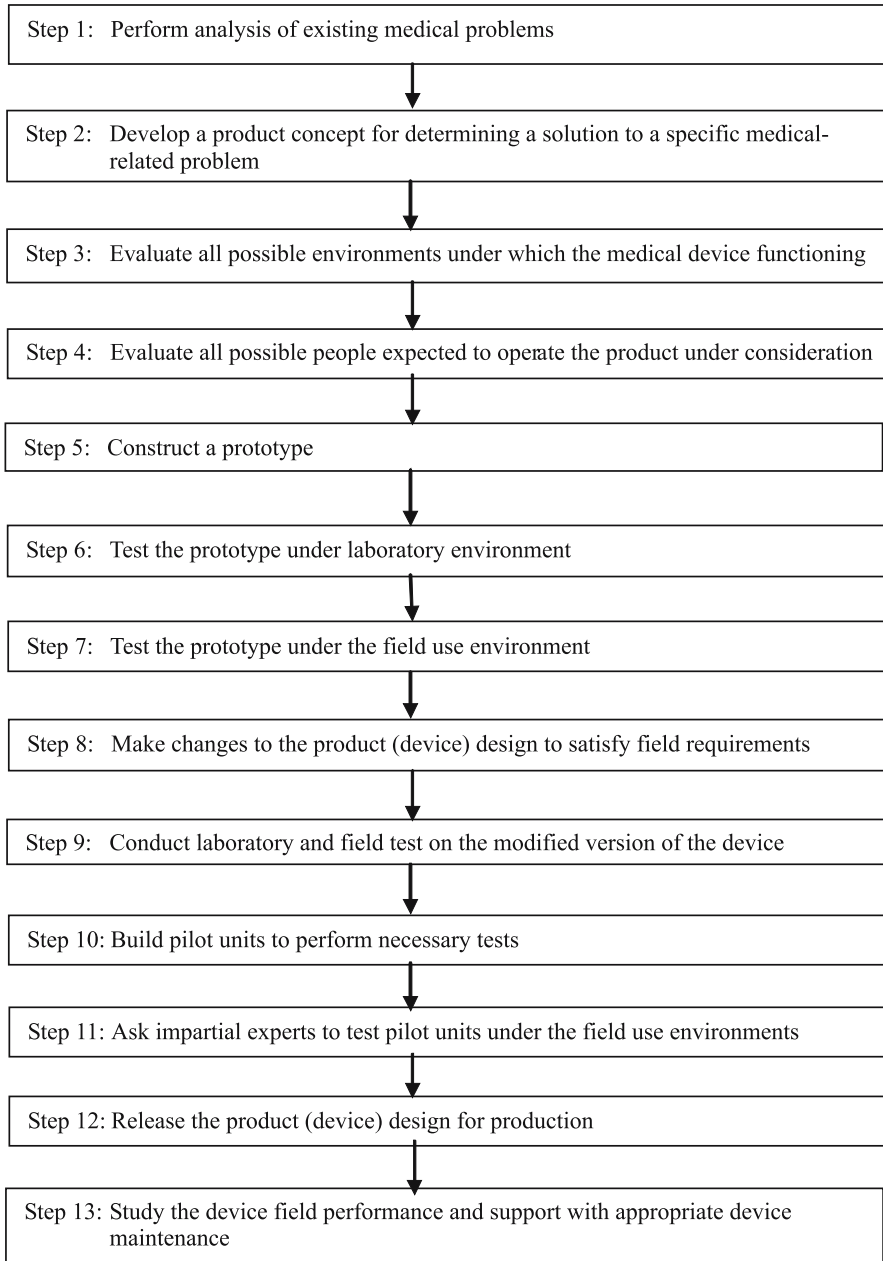 Step 1: Perform analysis of existing medical problems
Step 2: Develop a product concept for determining a solution to a specific medical-
related problem
Step 3: Evaluate all possible environments under which the medical device functioning
Step 4: Evaluate all possible people expected to operate the product under consideration
Step 5: Construct a prototype
Step 6: Test the prototype under laboratory environment
Step 7: Test the prototype under the field use environment
Step 8: Make changes to the product (device) design to satisfy field requirements
Step 9: Conduct laboratory and field test on the modified version of the device
Step 10: Build pilot units to perform necessary tests
Step 11: Ask impartial experts to test pilot units under the field use environments
Step 12: Release the product (device) design for production
Step 13: Study the device field performance and support with appropriate device
maintenance